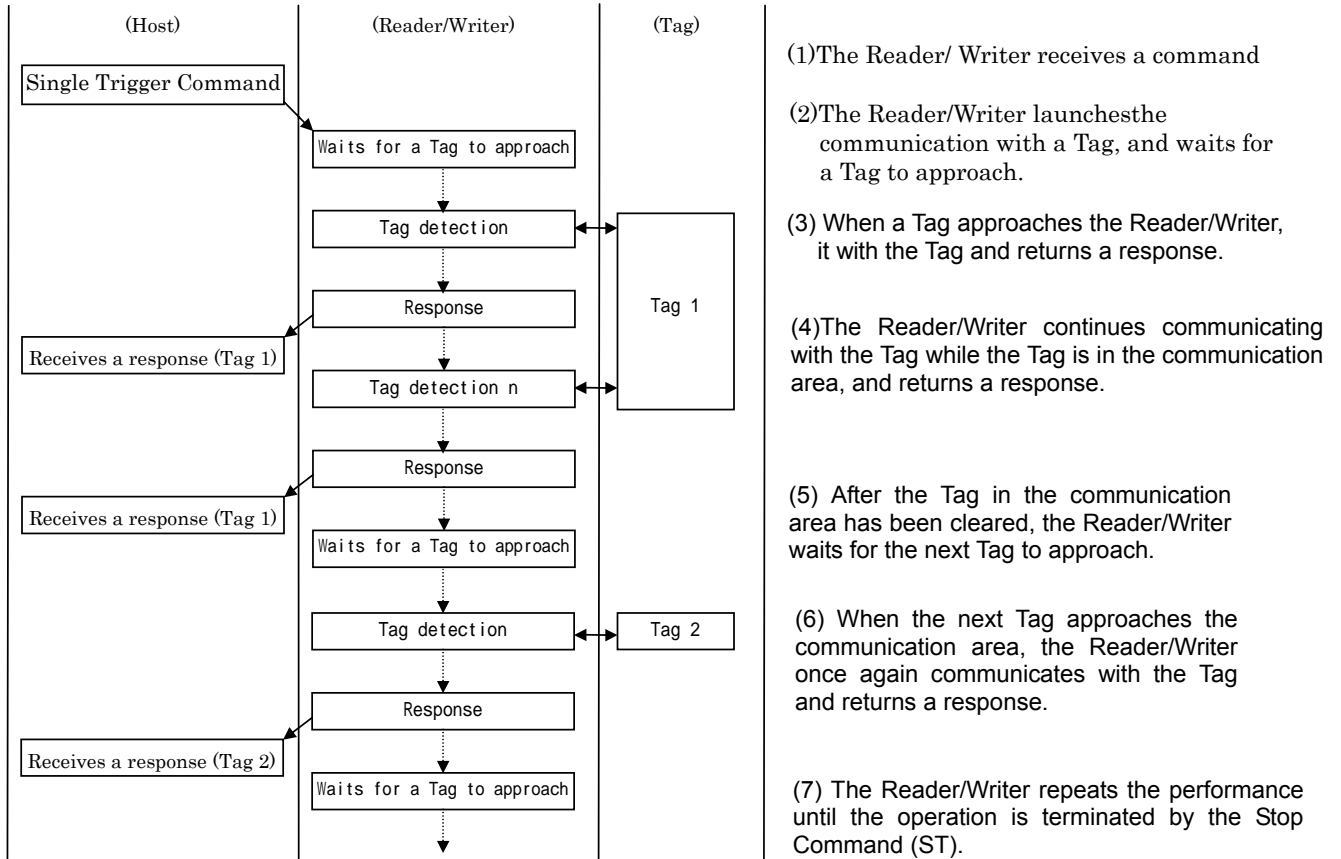 (Host)
(Reader/Writer)
(Tag)
Single Trigger Command
Waits for a Tag to approach
Tag detection
Tag 1
Response
Receives a response (Tag 1)
Tag detection n
Response
Receives a response (Tag 1)
Waits for a Tag to approach
Tag detection
Tag 2
Response
Receives a response (Tag 2)
Waits for a Tag to approach
(1)The Reader/ Writer receives a command
(2)The Reader/Writer launchesthe
communication with a Tag, and waits for
a Tag to approach.
(3) When a Tag approaches the Reader/Writer,
it with the Tag and returns a response.
(4)The Reader/Writer continues communicating
with the Tag while the Tag is in the communication
area, and returns a response.
(5) After the Tag in the communication
area has been cleared, the Reader/Writer
waits for the next Tag to approach.
(6) When the next Tag approaches the
communication area, the Reader/Writer
once again communicates with the Tag
and returns a response.
(7) The Reader/Writer repeats the performance
until the operation is terminated by the Stop
Command (ST).